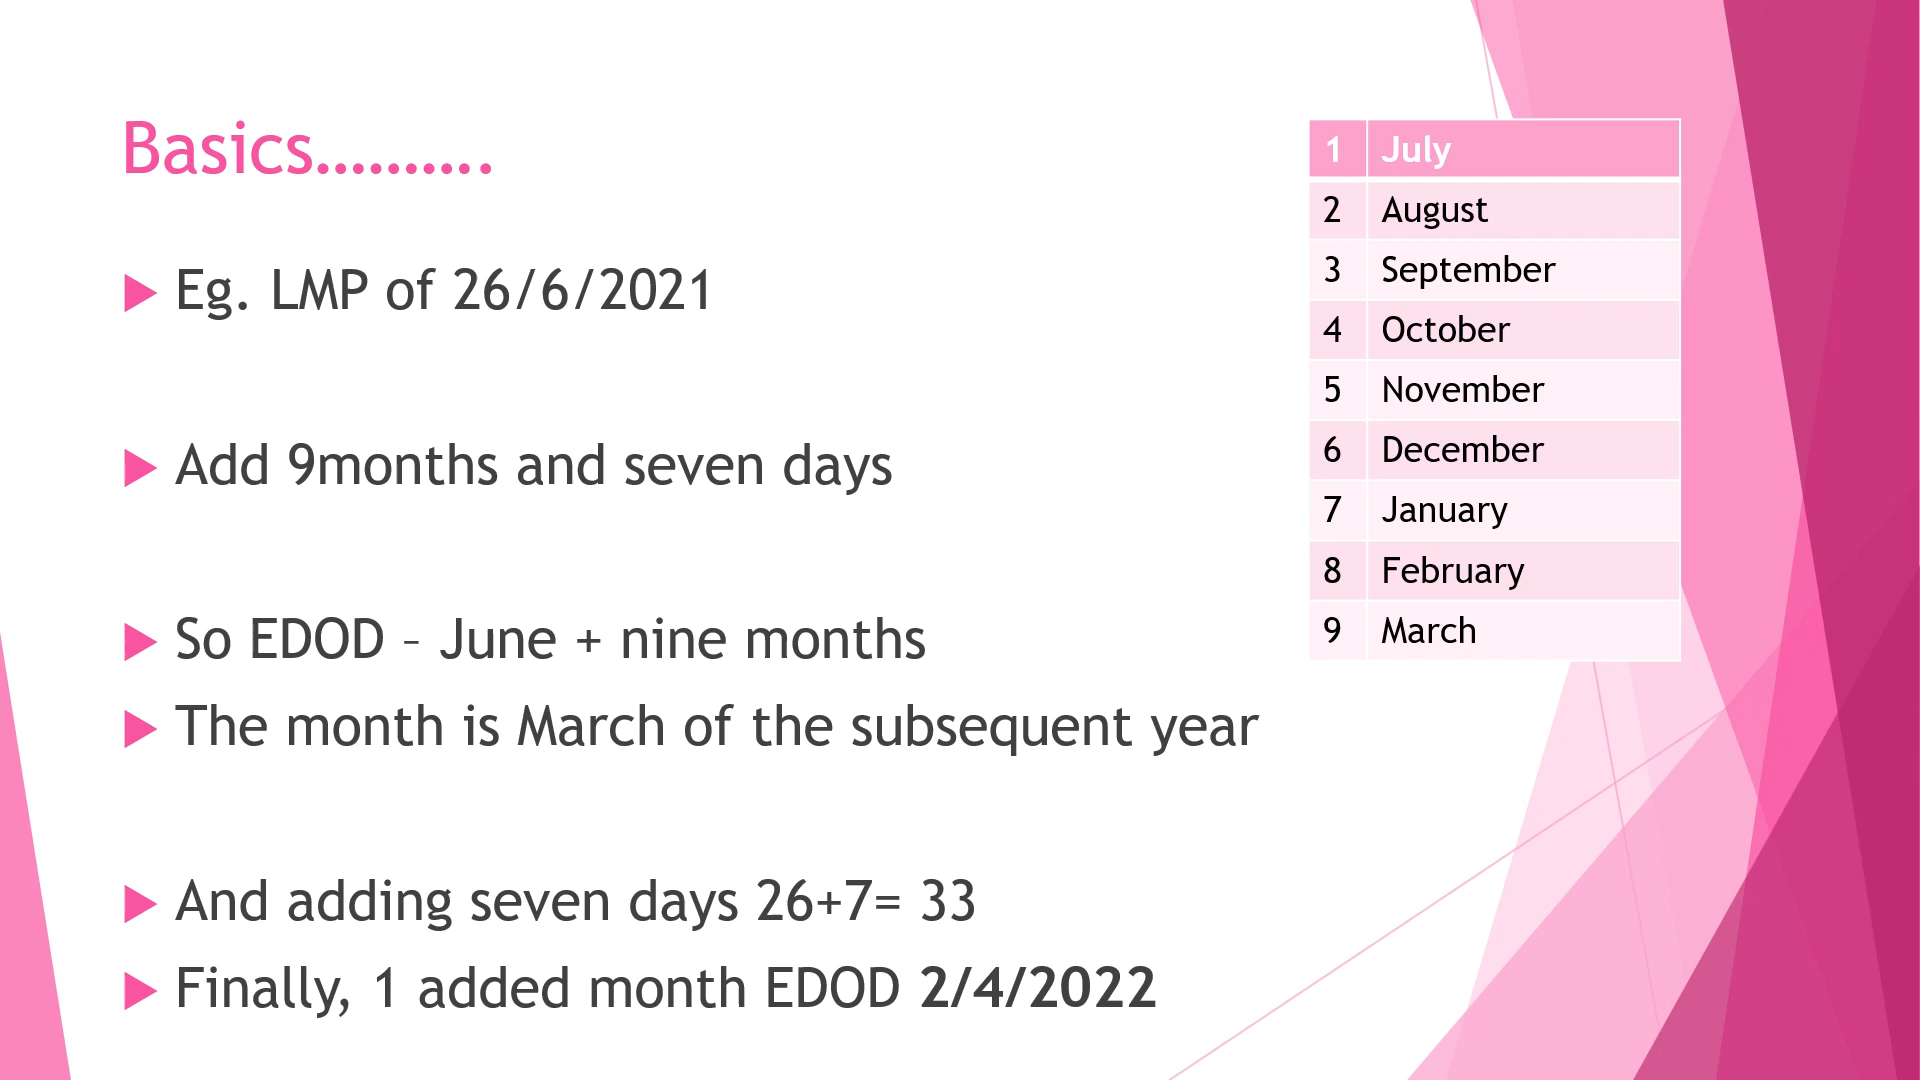 Basics……….
Eg. LMP of 26/6/2021
Add 9months and seven days
So EDOD – June + nine months
The month is March of the subsequent year
And adding seven days 26+7= 33
Finally, 1 added month EDOD 2/4/2022
1 July
2 August
3 September
4 October
5 November
6 December
7 January
8 February
9 March